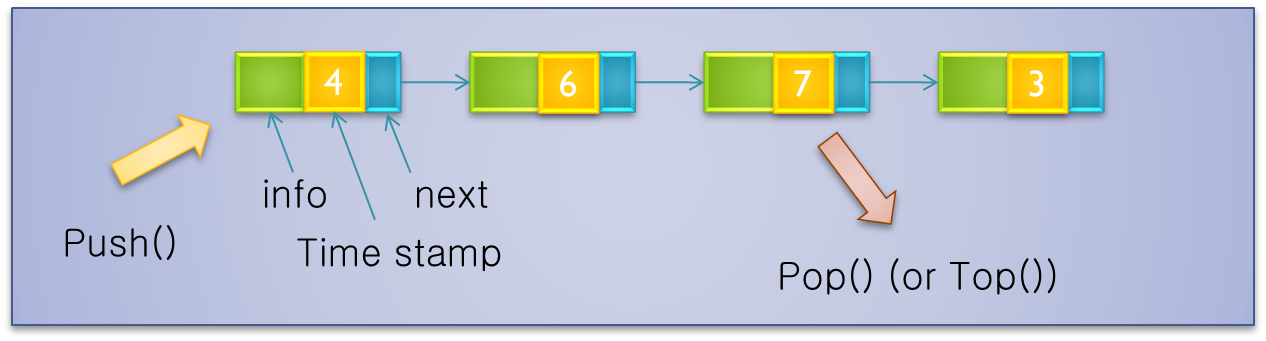 4 6 7 3
info next
Push() Time stamp
Pop() (or Top())